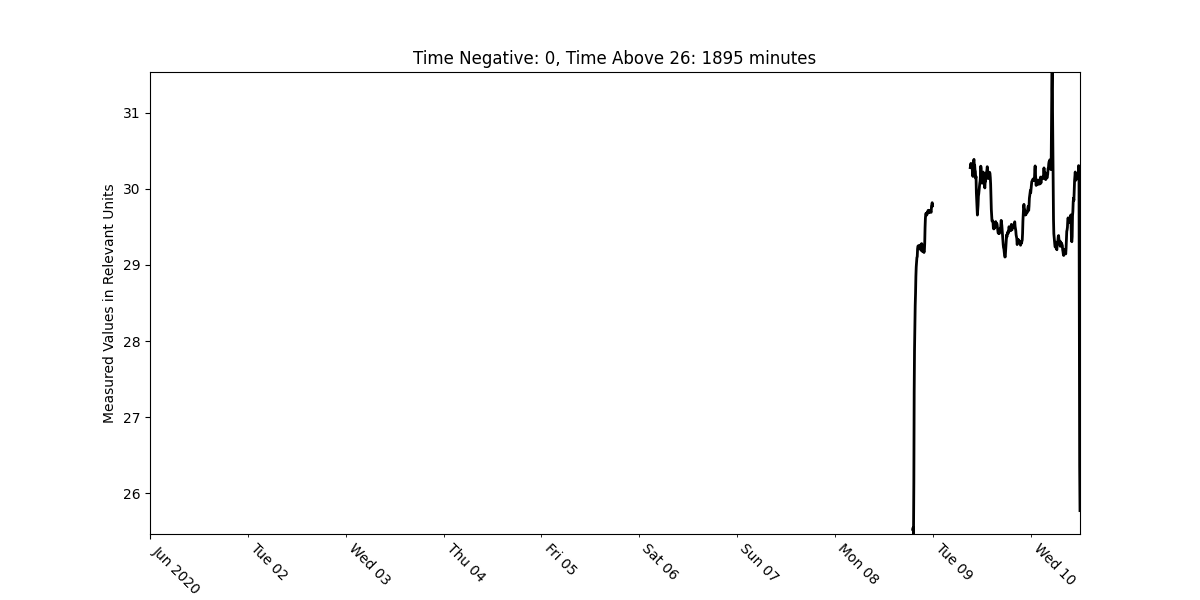 Time Negative: 0, Time Above 26: 1895 minutes
Measured Values in Relevant Units
31
30
29
28
27
26
Jun 2020
Tue 02
Wed 03
Thu 04
Fri 05
Sat 06
Sun 07
Mon 08
Tue 09
Wed 10